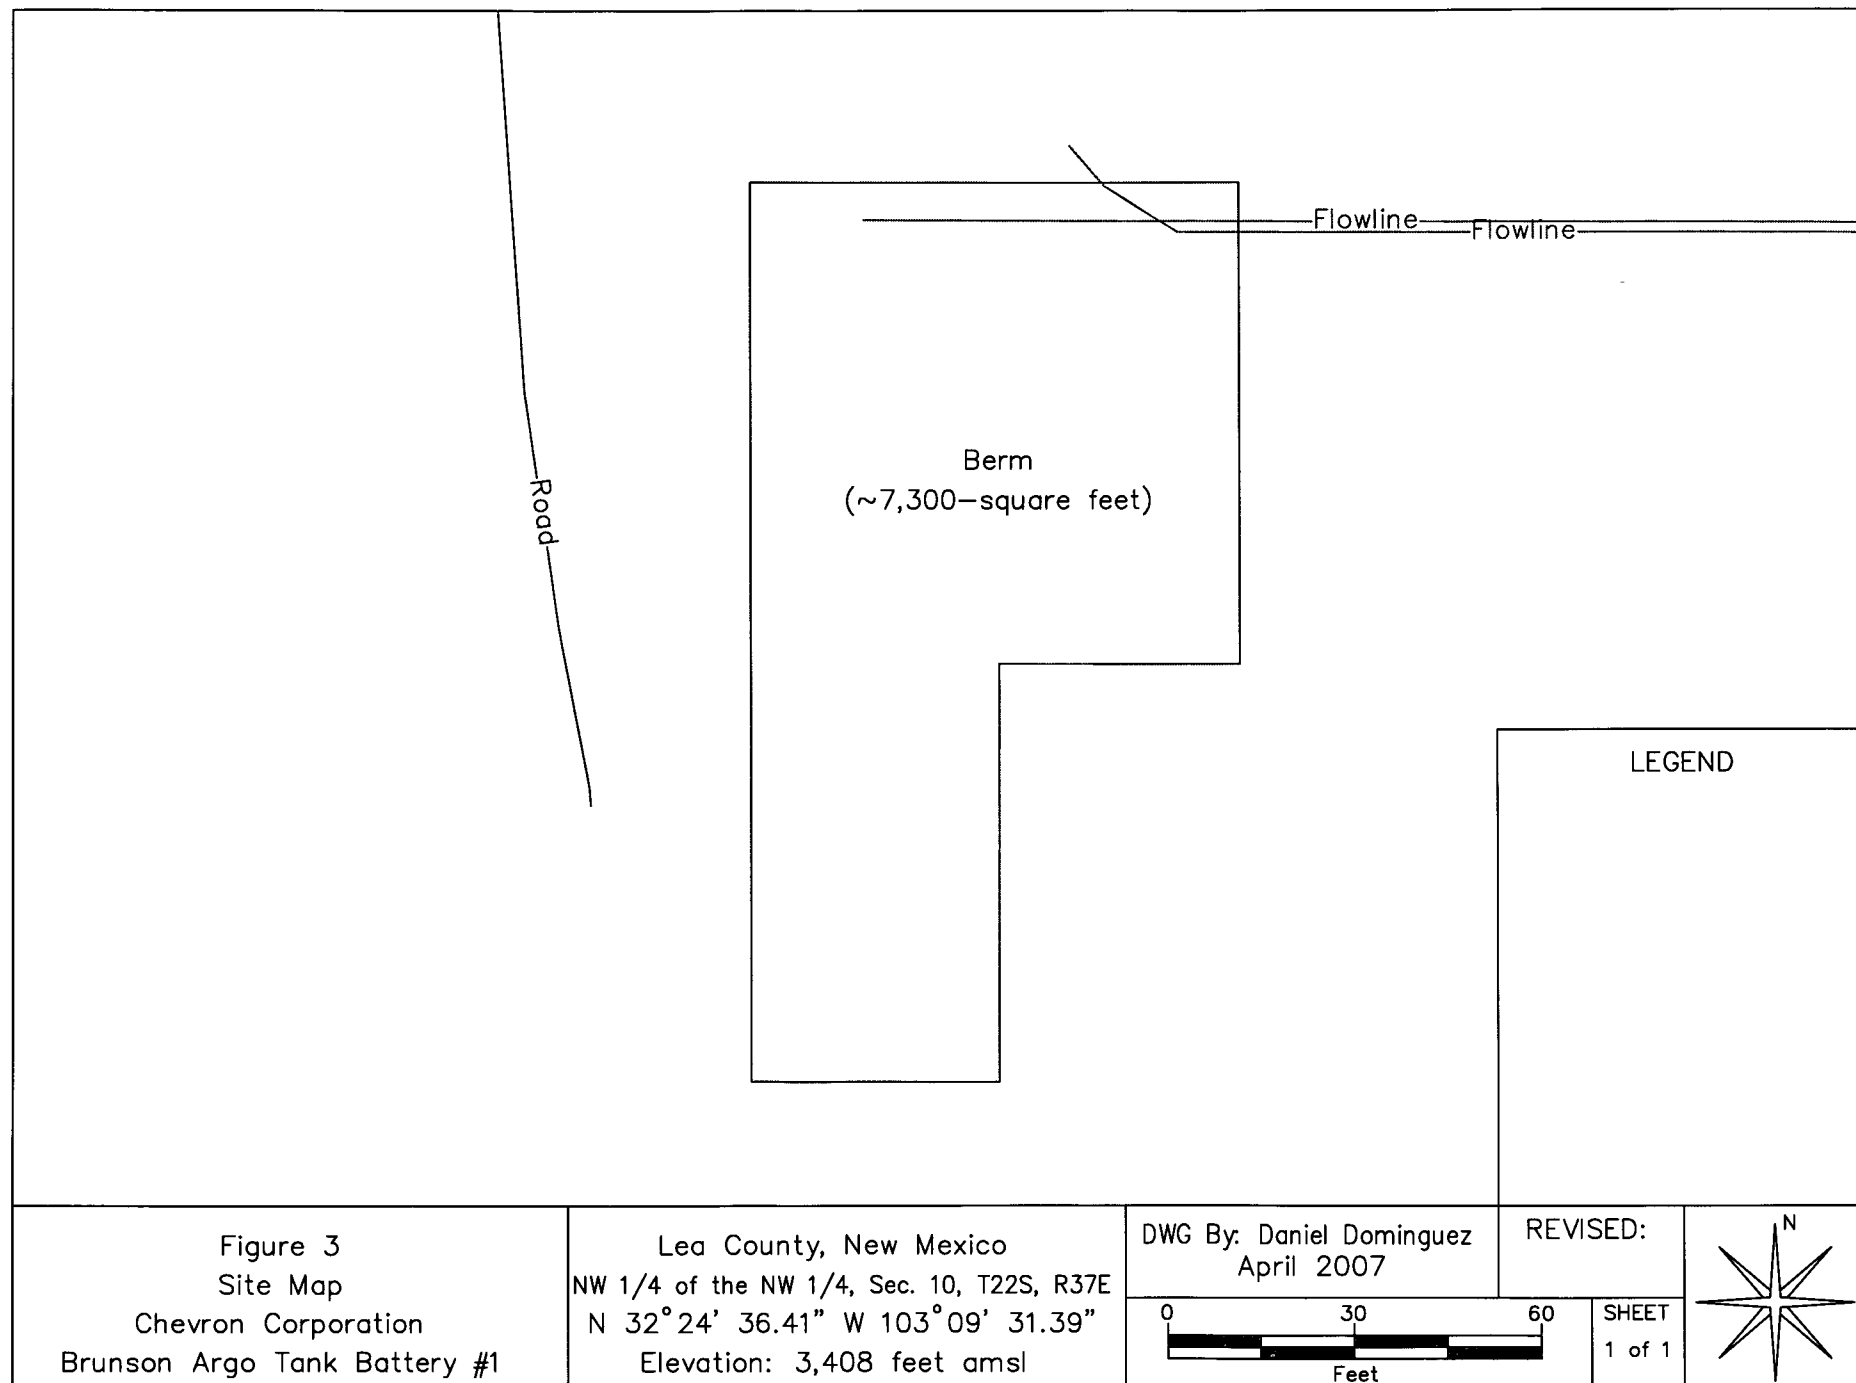 Flowline
Flowline
Berm
(~7,300-square feet)
Road
LEGEND
Figure 3
Site Map
Chevron Corporation
Brunson Argo Tank Battery #1
Lea County, New Mexico
NW 1/4 of the NW 1/4, Sec. 10, T22S, R37E
N 32°24' 36.41" W 103°09' 31.39"
Elevation: 3,408 feet amsl
DWG By: Daniel Dominguez
April 2007
REVISED:
0 30 60
Feet
SHEET
1 of 1
N